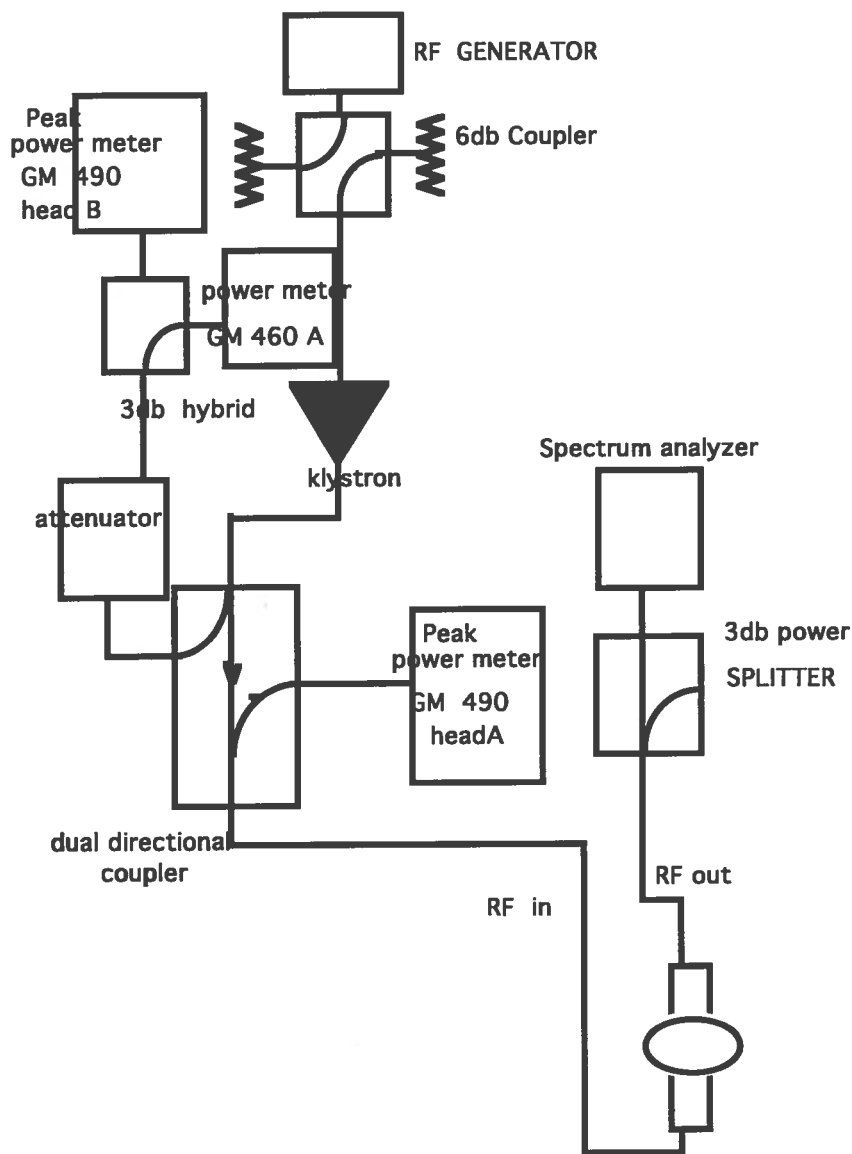 RF GENERATOR
Peak
power meter
GM 490
head B
6db Coupler
power meter
GM 460 A
3db hybrid
klystron
Spectrum analyzer
attenuator
Peak
power meter
GM 490
headA
3db power
SPLITTER
dual directional
coupler
RF out
RF in